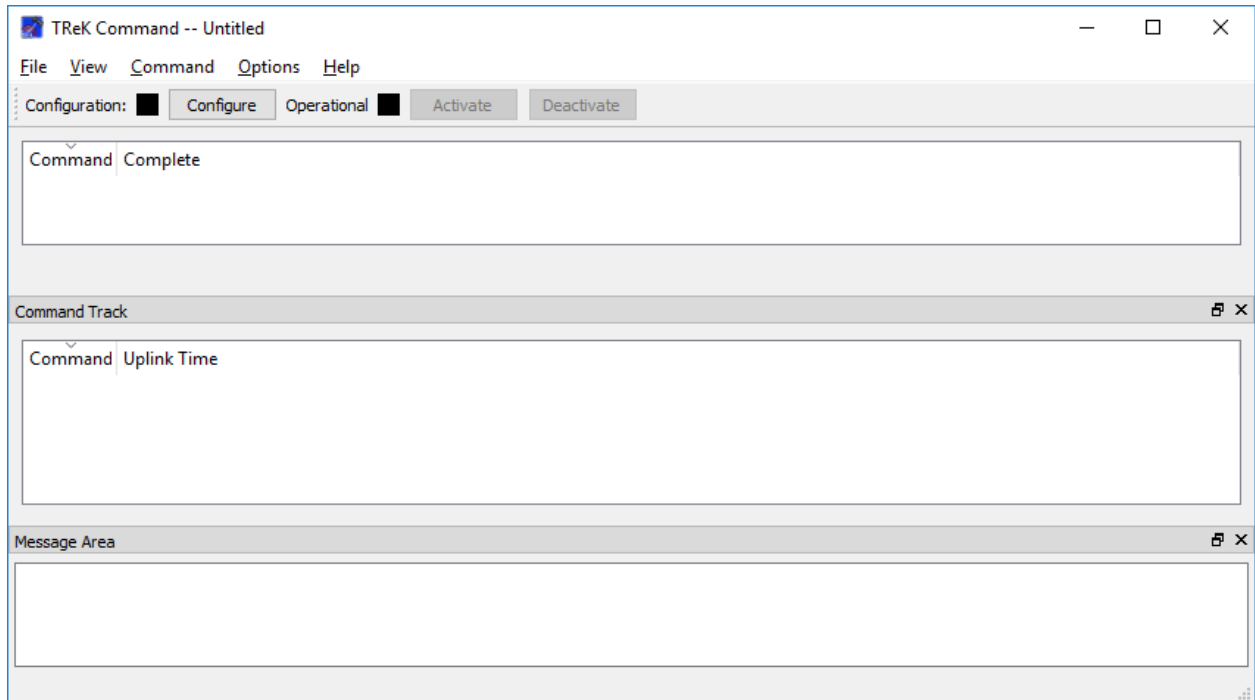 TReK Command -- Untitled
File View Command Options Help
Configuration: Configure Operational Activate Deactivate
Command Complete
Command Track
Command Uplink Time
Message Area